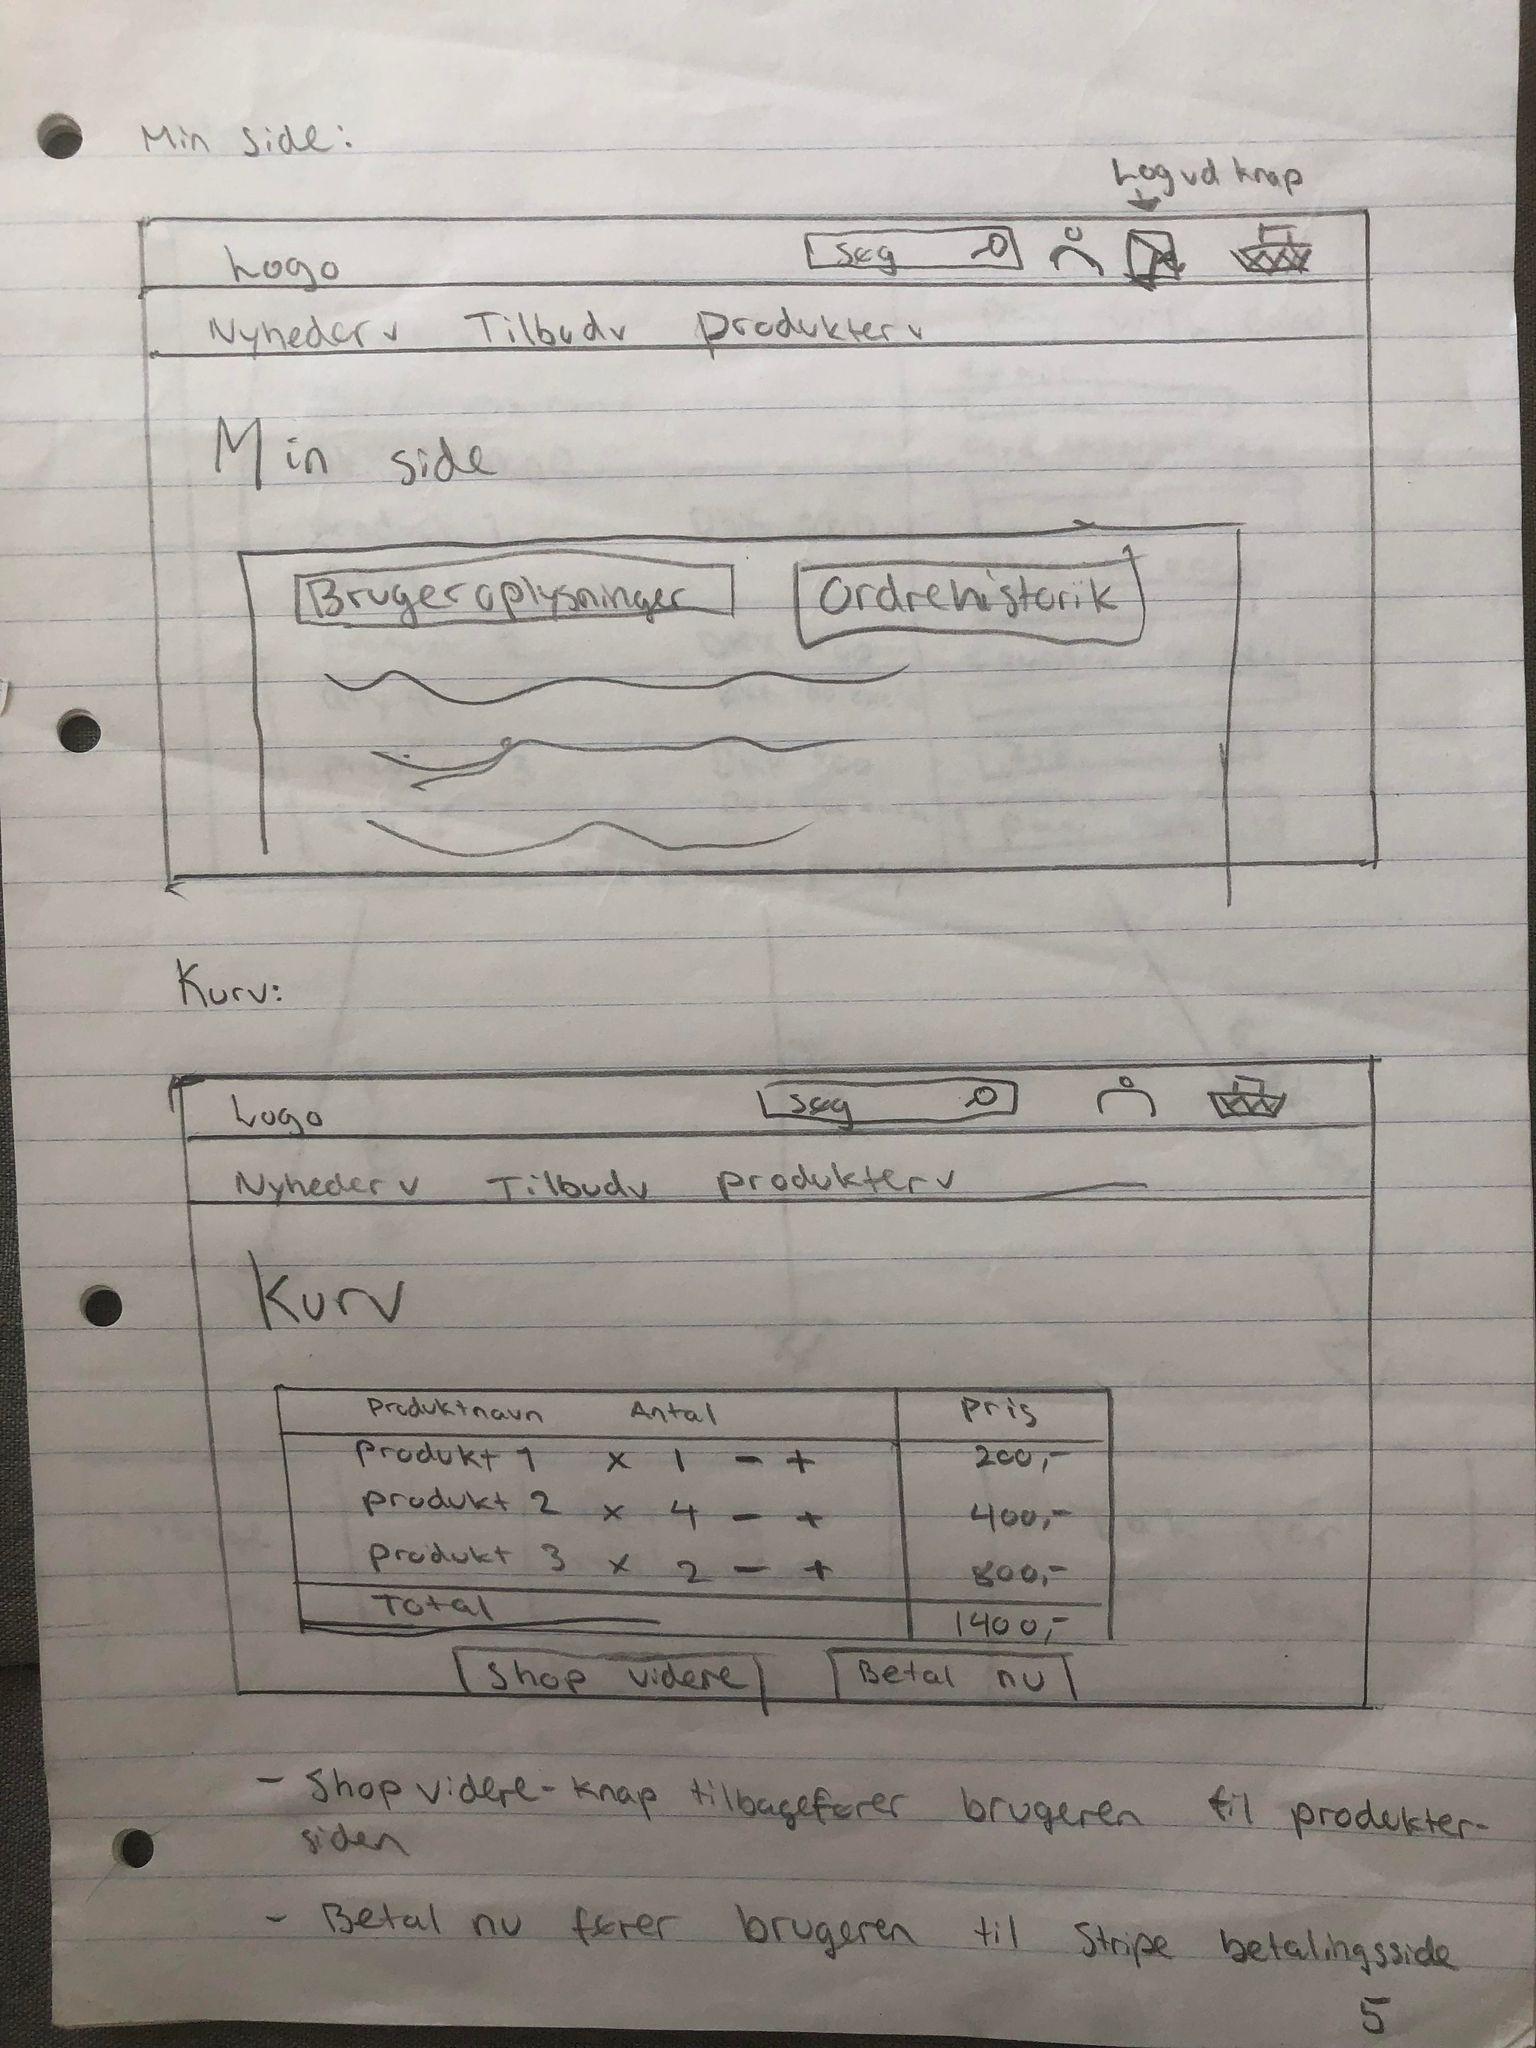 Min side:
Log ud knap
Logo Søg
Nyheder v Tilbud v Produkter v
Min side
Brugeroplysninger Ordrehistorik
Kurv:
Logo Søg
Nyheder v Tilbud v Produkter v
Kurv
Produktnavn Antal Pris
Produkt 1 x 1 - + 200,-
Produkt 2 x 4 - + 400,-
Produkt 3 x 2 - + 800,-
Total 1400,-
Shop videre Betal nu
- Shop videre-knap tilbagefører brugeren til produkter-
siden
- Betal nu fører brugeren til Stripe betalingsside
5